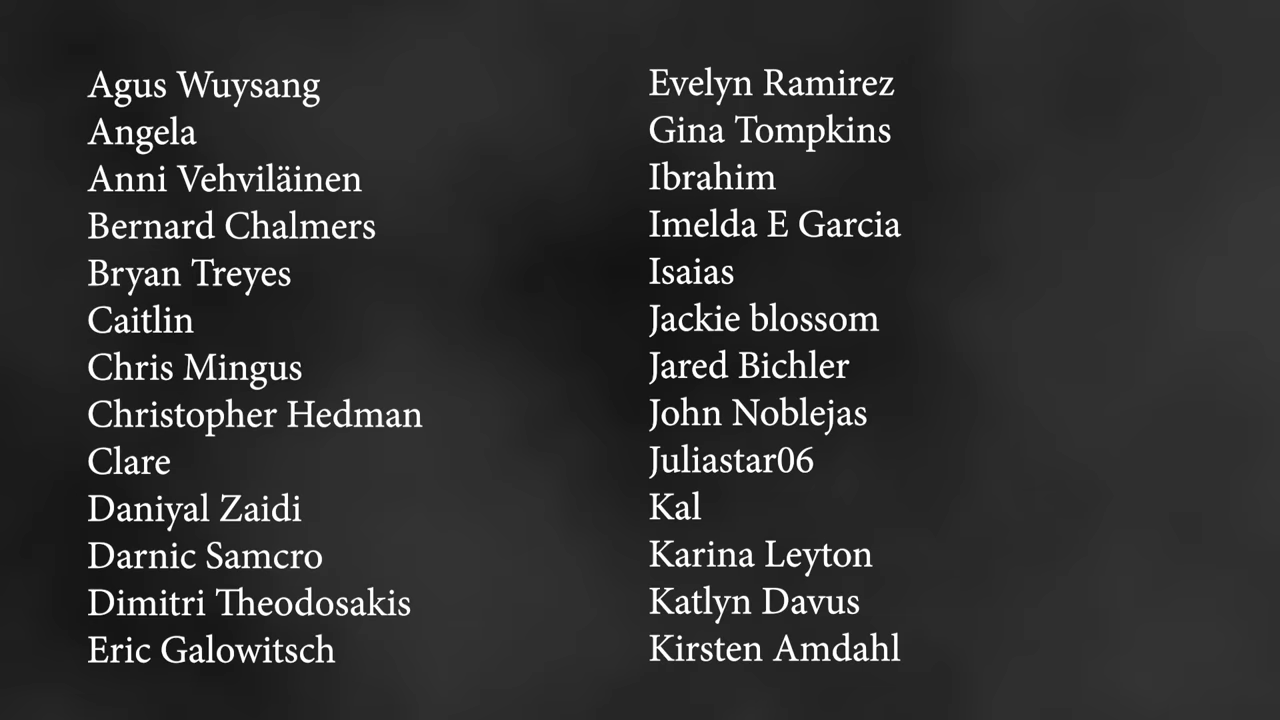 Agus Wuysang
Angela
Anni Vehviläinen
Bernard Chalmers
Bryan Treyes
Caitlin
Chris Mingus
Christopher Hedman
Clare
Daniyal Zaidi
Darnic Samcro
Dimitri Theodosakis
Eric Galowitsch
Evelyn Ramirez
Gina Tompkins
Ibrahim
Imelda E Garcia
Isaias
Jackie blossom
Jared Bichler
John Noblejas
Juliastar06
Kal
Karina Leyton
Katlyn Davus
Kirsten Amdahl